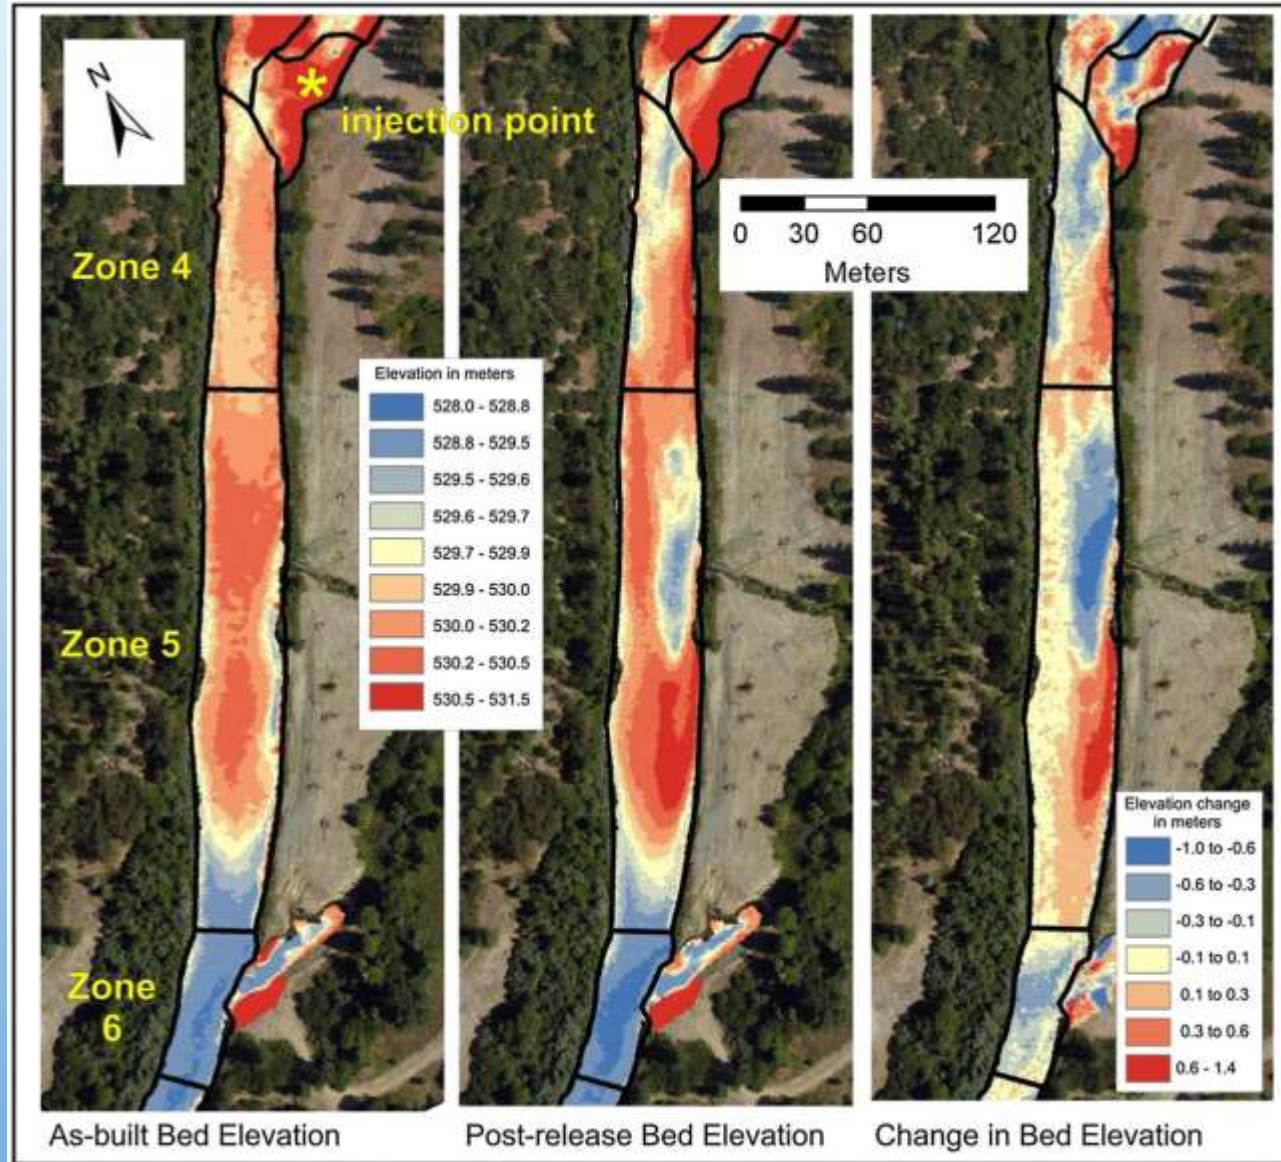 N
injection point
Zone 4
0 30 60 120
Meters
Elevation in meters
528.0 - 528.8
528.8 - 529.5
529.5 - 529.6
529.6 - 529.7
529.7 - 529.9
529.9 - 530.0
530.0 - 530.2
530.2 - 530.5
530.5 - 531.5
Zone 5
Elevation change
in meters
-1.0 to -0.6
-0.6 to -0.3
-0.3 to -0.1
-0.1 to 0.1
0.1 to 0.3
0.3 to 0.6
0.6 - 1.4
Zone
6
As-built Bed Elevation
Post-release Bed Elevation
Change in Bed Elevation